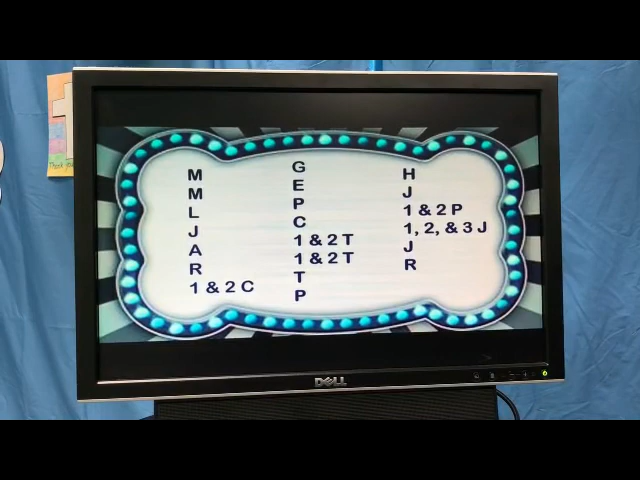 M
M
L
J
A
R
1 & 2 C
G
E
P
C
1 & 2 T
1 & 2 T
T
P
H
J
1 & 2 P
1, 2, & 3 J
J
R
DELL